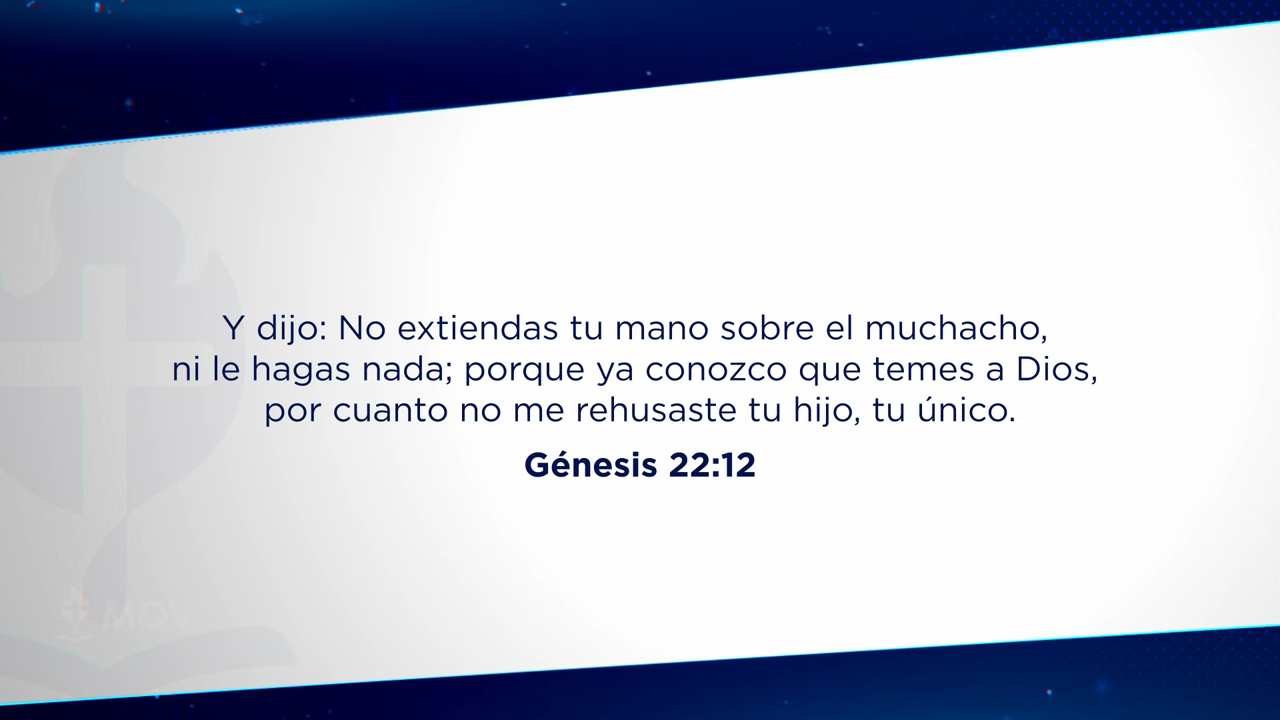 Y dijo: No extiendas tu mano sobre el muchacho,
ni le hagas nada; porque ya conozco que temes a Dios,
por cuanto no me rehusaste tu hijo, tu único.
Génesis 22:12